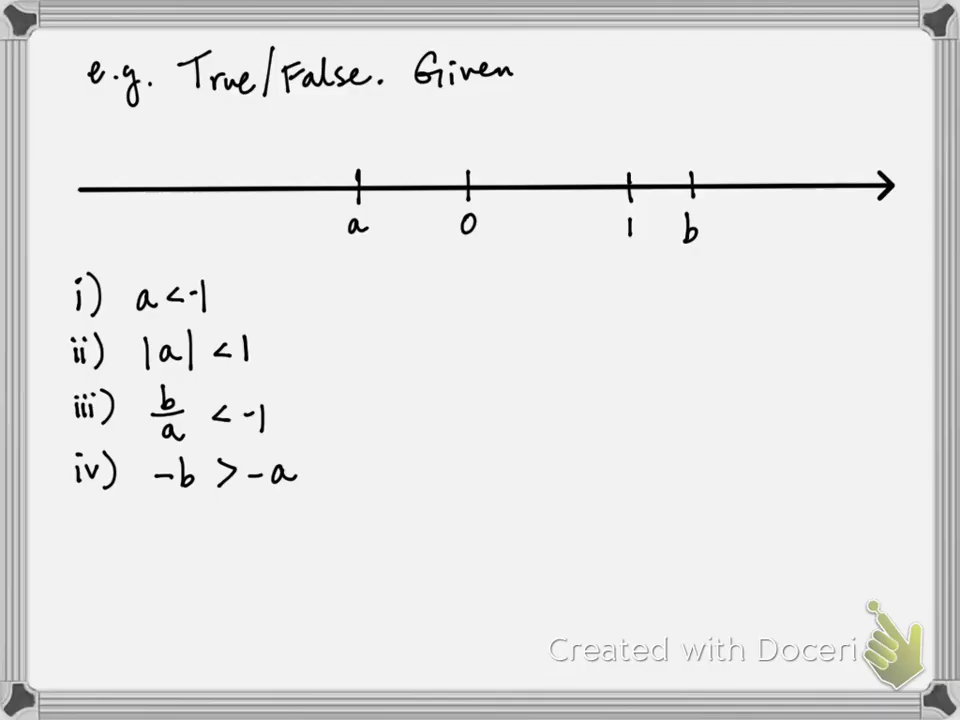 e.g. True/False. Given
a 0 1 b
i) a < -1
ii) |a| < 1
iii) b/a < -1
iv) -b > -a
Created with Doceri